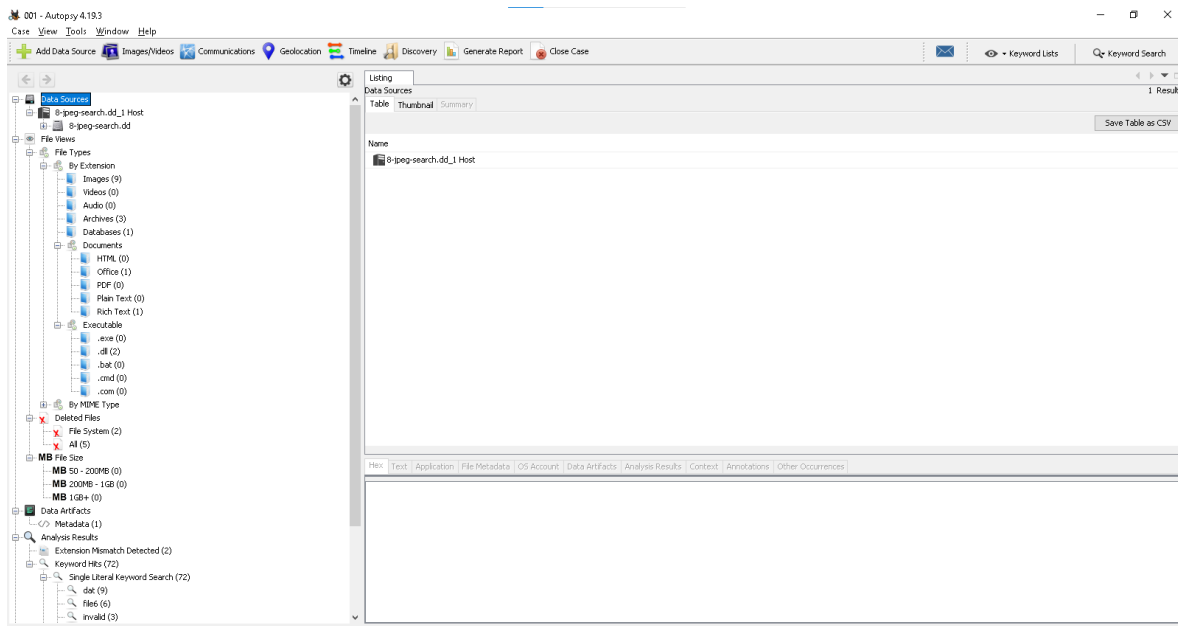 001 - Autopsy 4.19.3
Case View Tools Window Help
Add Data Source Images/Videos Communications Geolocation Timeline Discovery Generate Report Close Case Keyword Lists Keyword Search
Listing
Data Sources
1 Result
Table Thumbnail Summary
Save Table as CSV
Name
8-jpeg-search.dd_1 Host
Data Sources
8-jpeg-search.dd_1 Host
8-jpeg-search.dd
File Views
File Types
By Extension
Images (9)
Videos (0)
Audio (0)
Archives (3)
Databases (1)
Documents
HTML (0)
Office (1)
PDF (0)
Plain Text (0)
Rich Text (1)
Executable
.exe (0)
.dll (2)
.bat (0)
.cmd (0)
.com (0)
By MIME Type
Deleted Files
File System (2)
All (5)
MB File Size
MB 50 - 200MB (0)
MB 200MB - 1GB (0)
MB 1GB+ (0)
Data Artifacts
Metadata (1)
Analysis Results
Extension Mismatch Detected (2)
Keyword Hits (72)
Single Literal Keyword Search (72)
dat (9)
file6 (6)
invalid (3)
Hex Text Application File Metadata OS Account Data Artifacts Analysis Results Context Annotations Other Occurrences